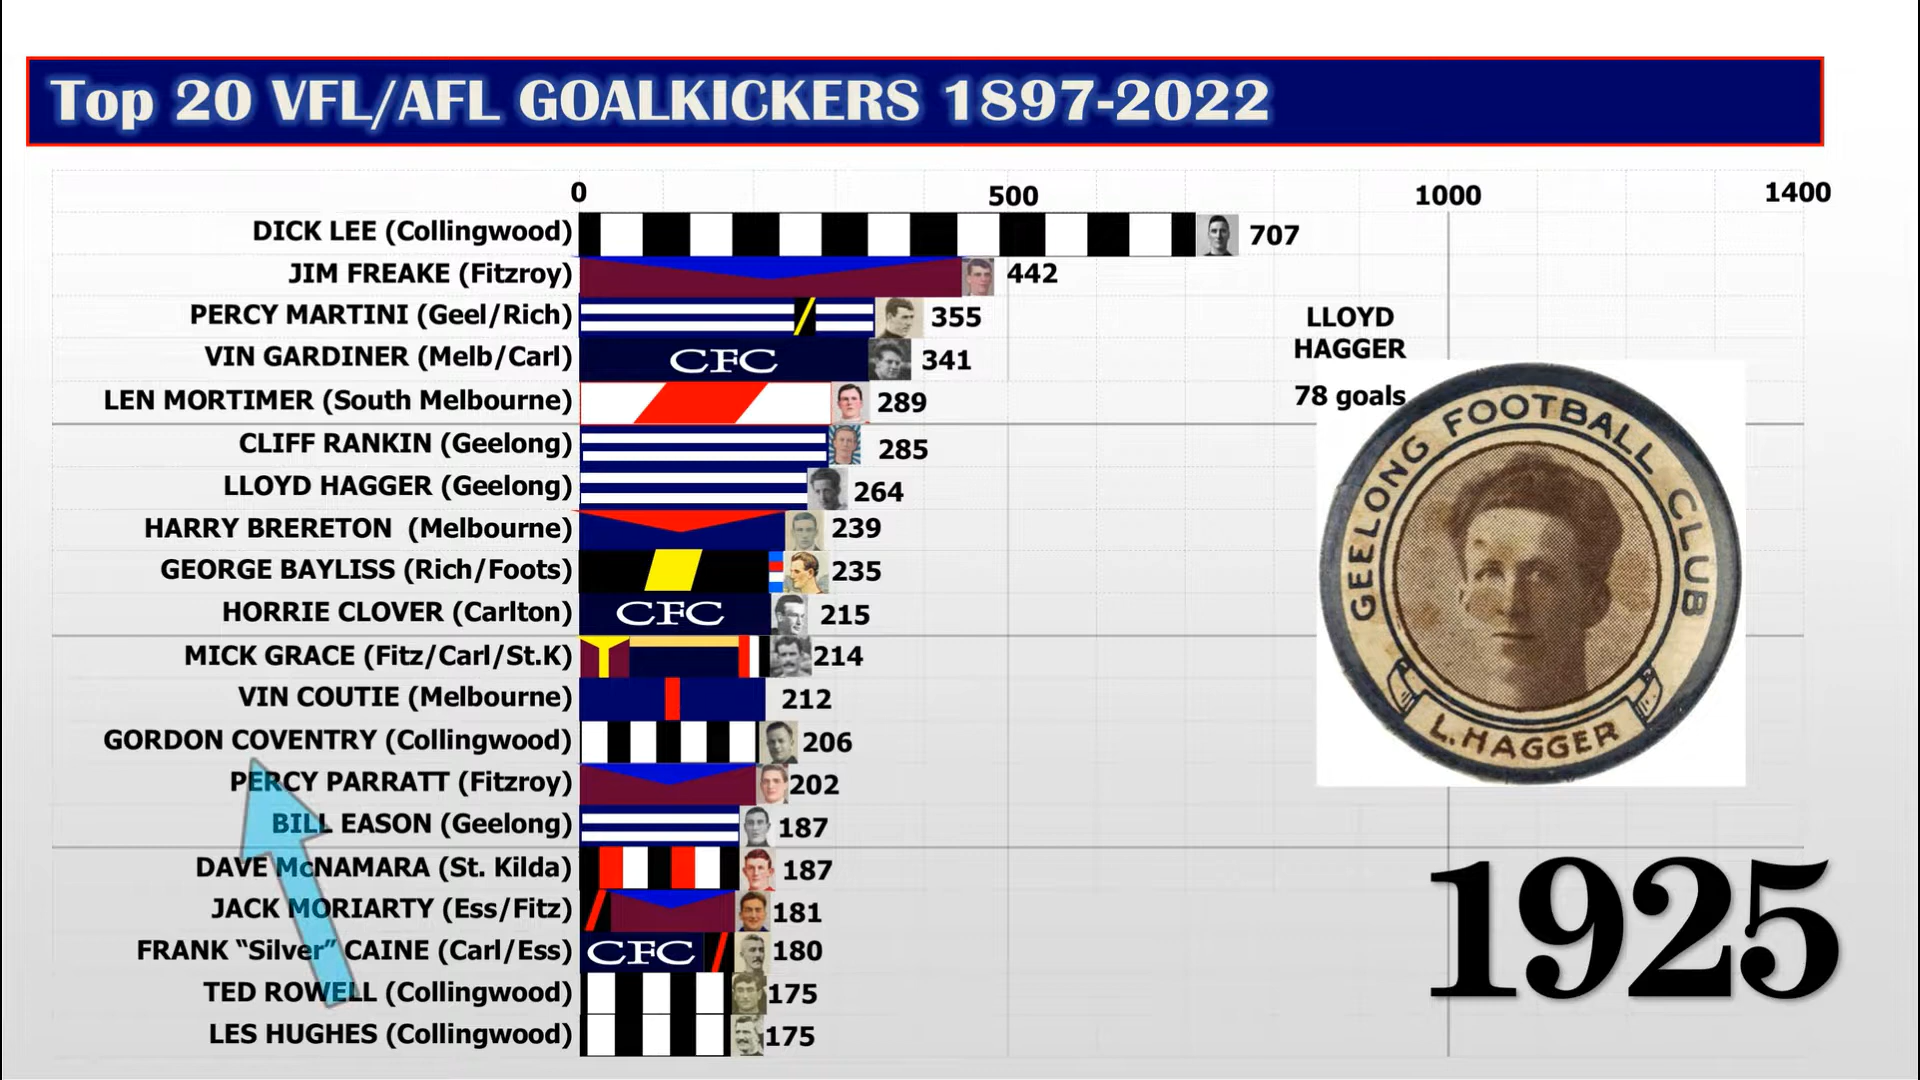 Top 20 VFL/AFL GOALKICKERS 1897-2022
0 500 1000 1400
DICK LEE (Collingwood) 707
JIM FREAKE (Fitzroy) 442
PERCY MARTINI (Geel/Rich) 355
VIN GARDINER (Melb/Carl) CFC 341
LEN MORTIMER (South Melbourne) 289
CLIFF RANKIN (Geelong) 285
LLOYD HAGGER (Geelong) 264
HARRY BRERETON (Melbourne) 239
GEORGE BAYLISS (Rich/Foots) 235
HORRIE CLOVER (Carlton) CFC 215
MICK GRACE (Fitz/Carl/St.K) 214
VIN COUTIE (Melbourne) 212
GORDON COVENTRY (Collingwood) 206
PERCY PARRATT (Fitzroy) 202
BILL EASON (Geelong) 187
DAVE McNAMARA (St. Kilda) 187
JACK MORIARTY (Ess/Fitz) 181
FRANK “Silver” CAINE (Carl/Ess) CFC 180
TED ROWELL (Collingwood) 175
LES HUGHES (Collingwood) 175
LLOYD
HAGGER
78 goals
GEELONG FOOTBALL CLUB
L. HAGGER
1925